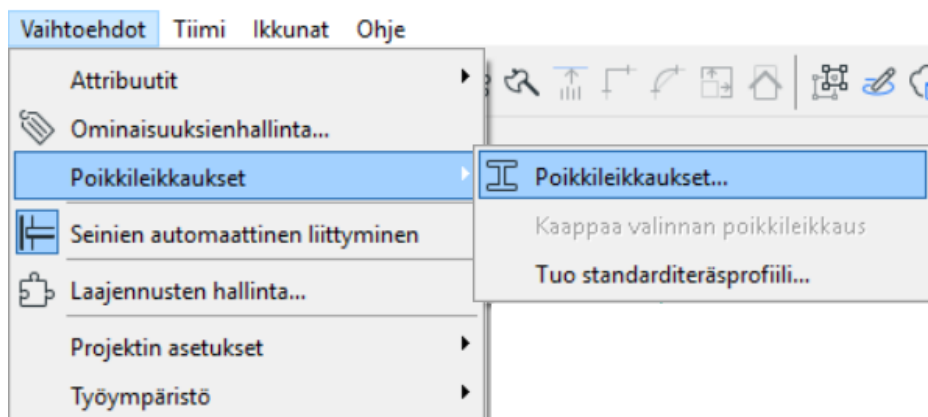 Vaihtoehdot Tiimi Ikkunat Ohje
Attribuutit
Ominaisuuksienhallinta...
Poikkileikkaukset
Seinien automaattinen liittyminen
Laajennusten hallinta...
Projektin asetukset
Työympäristö
Poikkileikkaukset...
Kaappaa valinnan poikkileikkaus
Tuo standarditeräsprofiili...